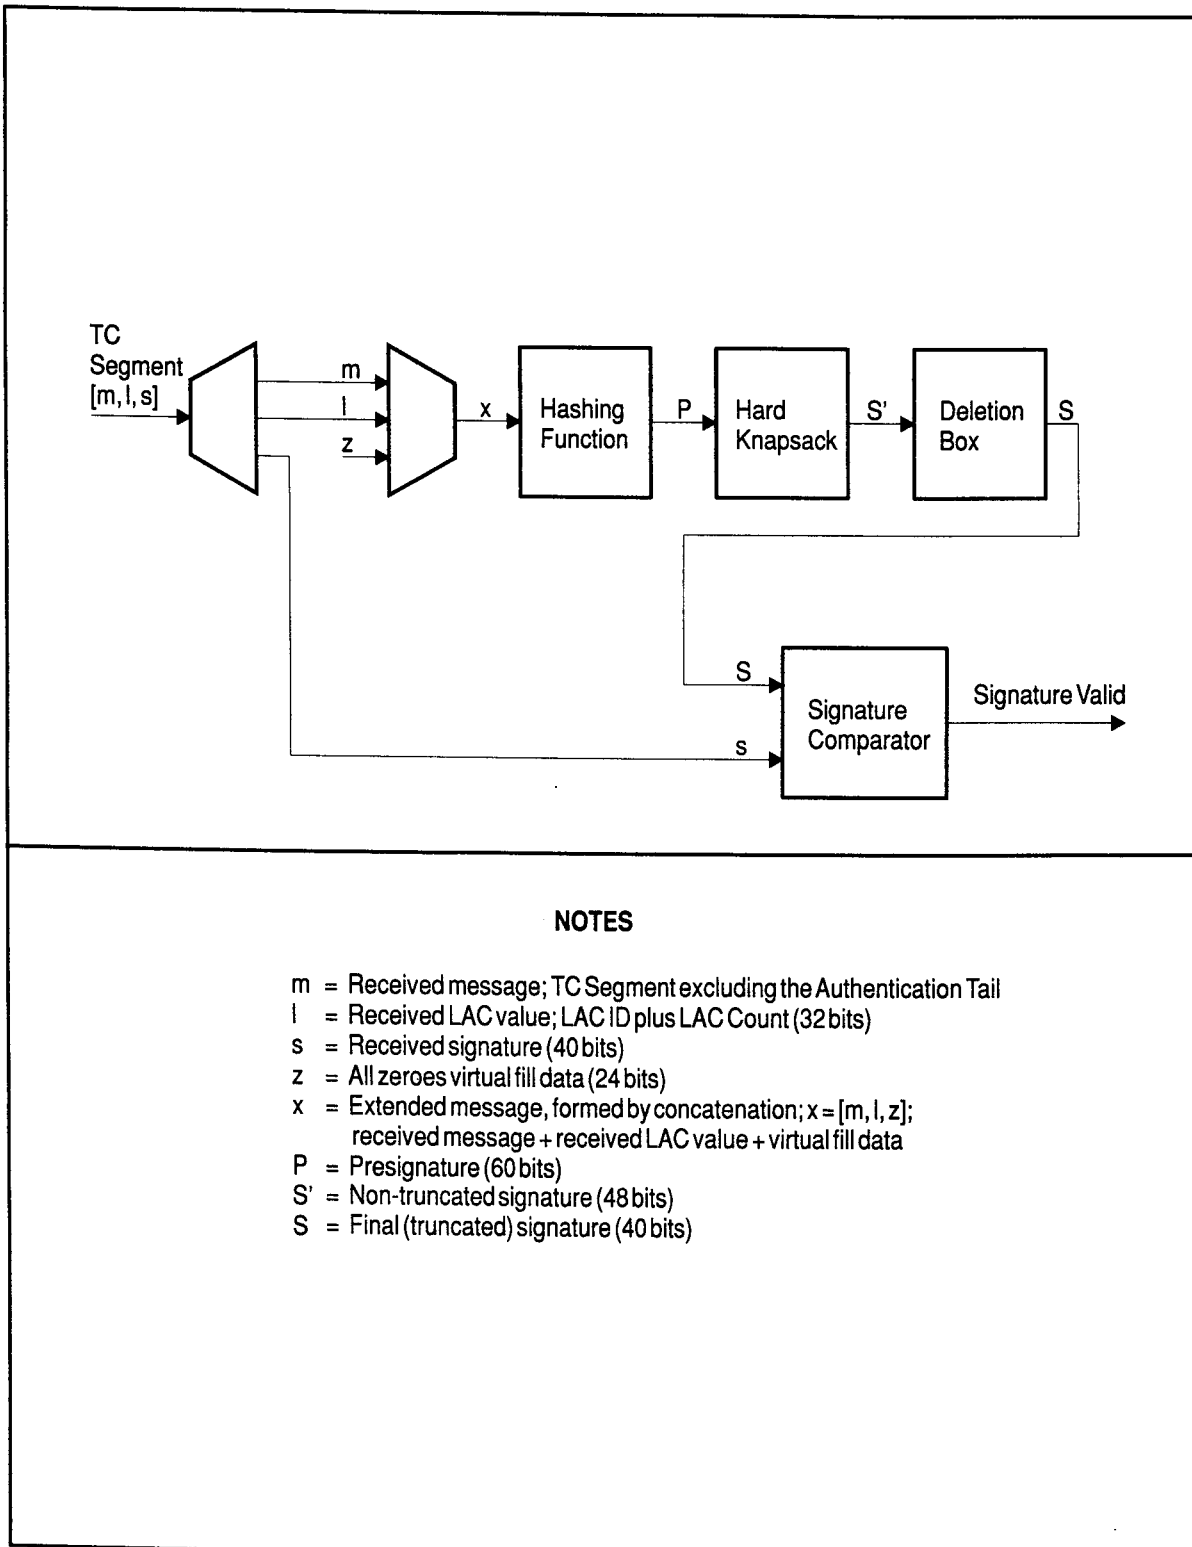 TC
Segment
[m, l, s]
m
l
z
x
Hashing
Function
P
Hard
Knapsack
S'
Deletion
Box
S
S
s
Signature
Comparator
Signature Valid
NOTES
m = Received message; TC Segment excluding the Authentication Tail
l = Received LAC value; LAC ID plus LAC Count (32 bits)
s = Received signature (40 bits)
z = All zeroes virtual fill data (24 bits)
x = Extended message, formed by concatenation; x = [m, l, z];
received message + received LAC value + virtual fill data
P = Presignature (60 bits)
S' = Non-truncated signature (48 bits)
S = Final (truncated) signature (40 bits)